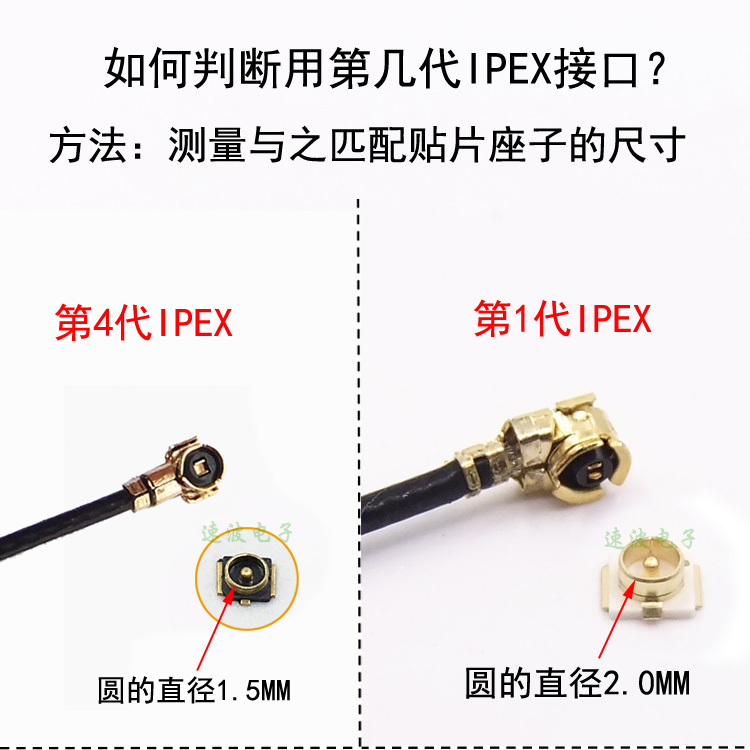 如何判断用第几代IPEX接口？
方法：测量与之匹配贴片座子的尺寸
第4代IPEX
第1代IPEX
速波电子
速波电子
圆的直径1.5MM
圆的直径2.0MM